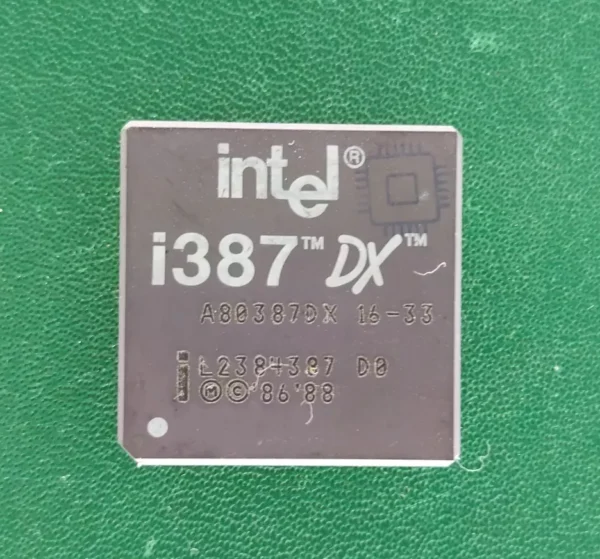 intel®
i387™ DX™
A80387DX 16-33
L2384387 D0
Ⓜ © 86'88